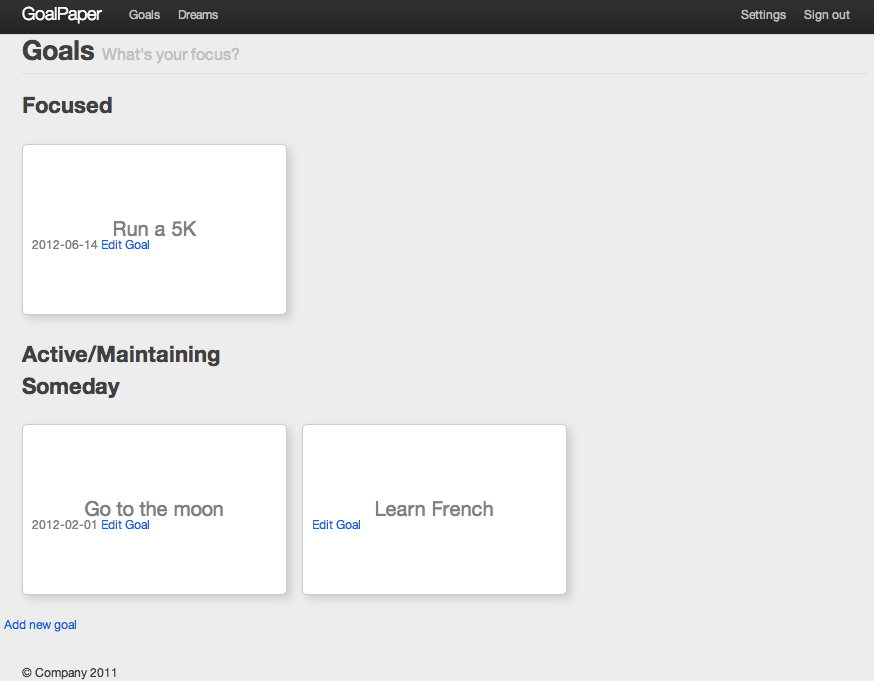 GoalPaper Goals Dreams Settings Sign out
Goals What's your focus?
Focused
Run a 5K
2012-06-14 Edit Goal
Active/Maintaining
Someday
Go to the moon
2012-02-01 Edit Goal
Learn French
Edit Goal
Add new goal
© Company 2011